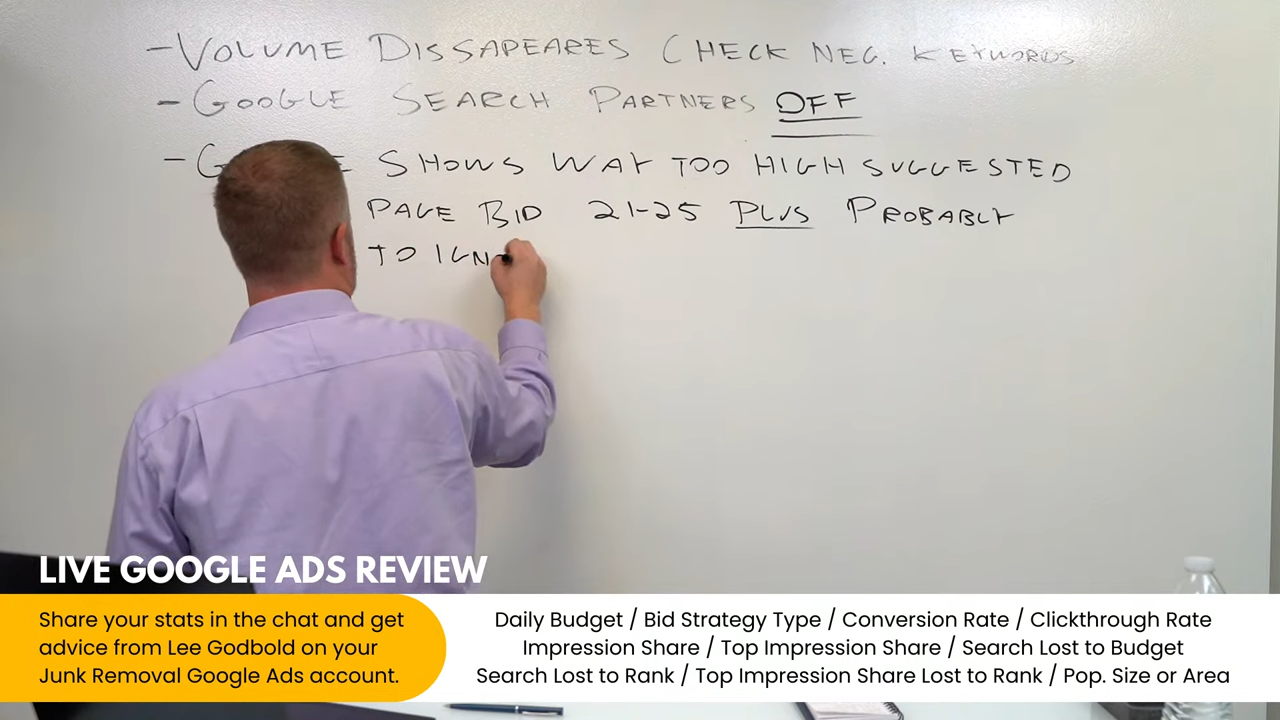 - VOLUME DISSAPEARES CHECK NEG. KEYWORDS
- GOOGLE SEARCH PARTNERS OFF
- SHOWS WAY TOO HIGH SUGGESTED
PAGE BID 21-25 PLUS PROBABLY
TO IGN
LIVE GOOGLE ADS REVIEW
Share your stats in the chat and get
advice from Lee Godbold on your
Junk Removal Google Ads account.
Daily Budget / Bid Strategy Type / Conversion Rate / Clickthrough Rate
Impression Share / Top Impression Share / Search Lost to Budget
Search Lost to Rank / Top Impression Share Lost to Rank / Pop. Size or Area